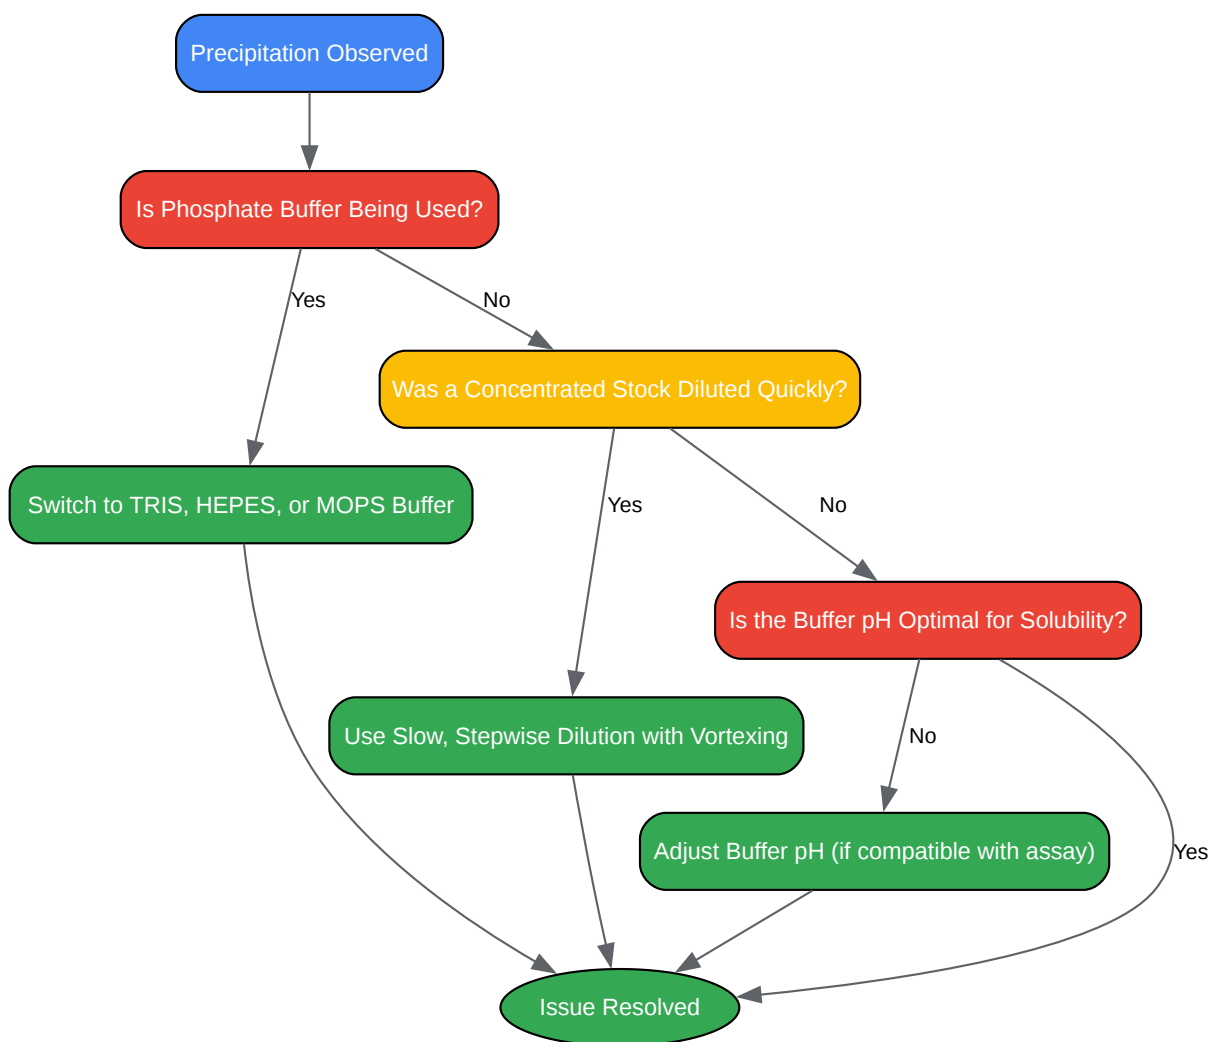 Precipitation Observed
Is Phosphate Buffer Being Used?
Yes
No
Was a Concentrated Stock Diluted Quickly?
Switch to TRIS, HEPES, or MOPS Buffer
Yes
No
Is the Buffer pH Optimal for Solubility?
Use Slow, Stepwise Dilution with Vortexing
No
Adjust Buffer pH (if compatible with assay)
Yes
Issue Resolved